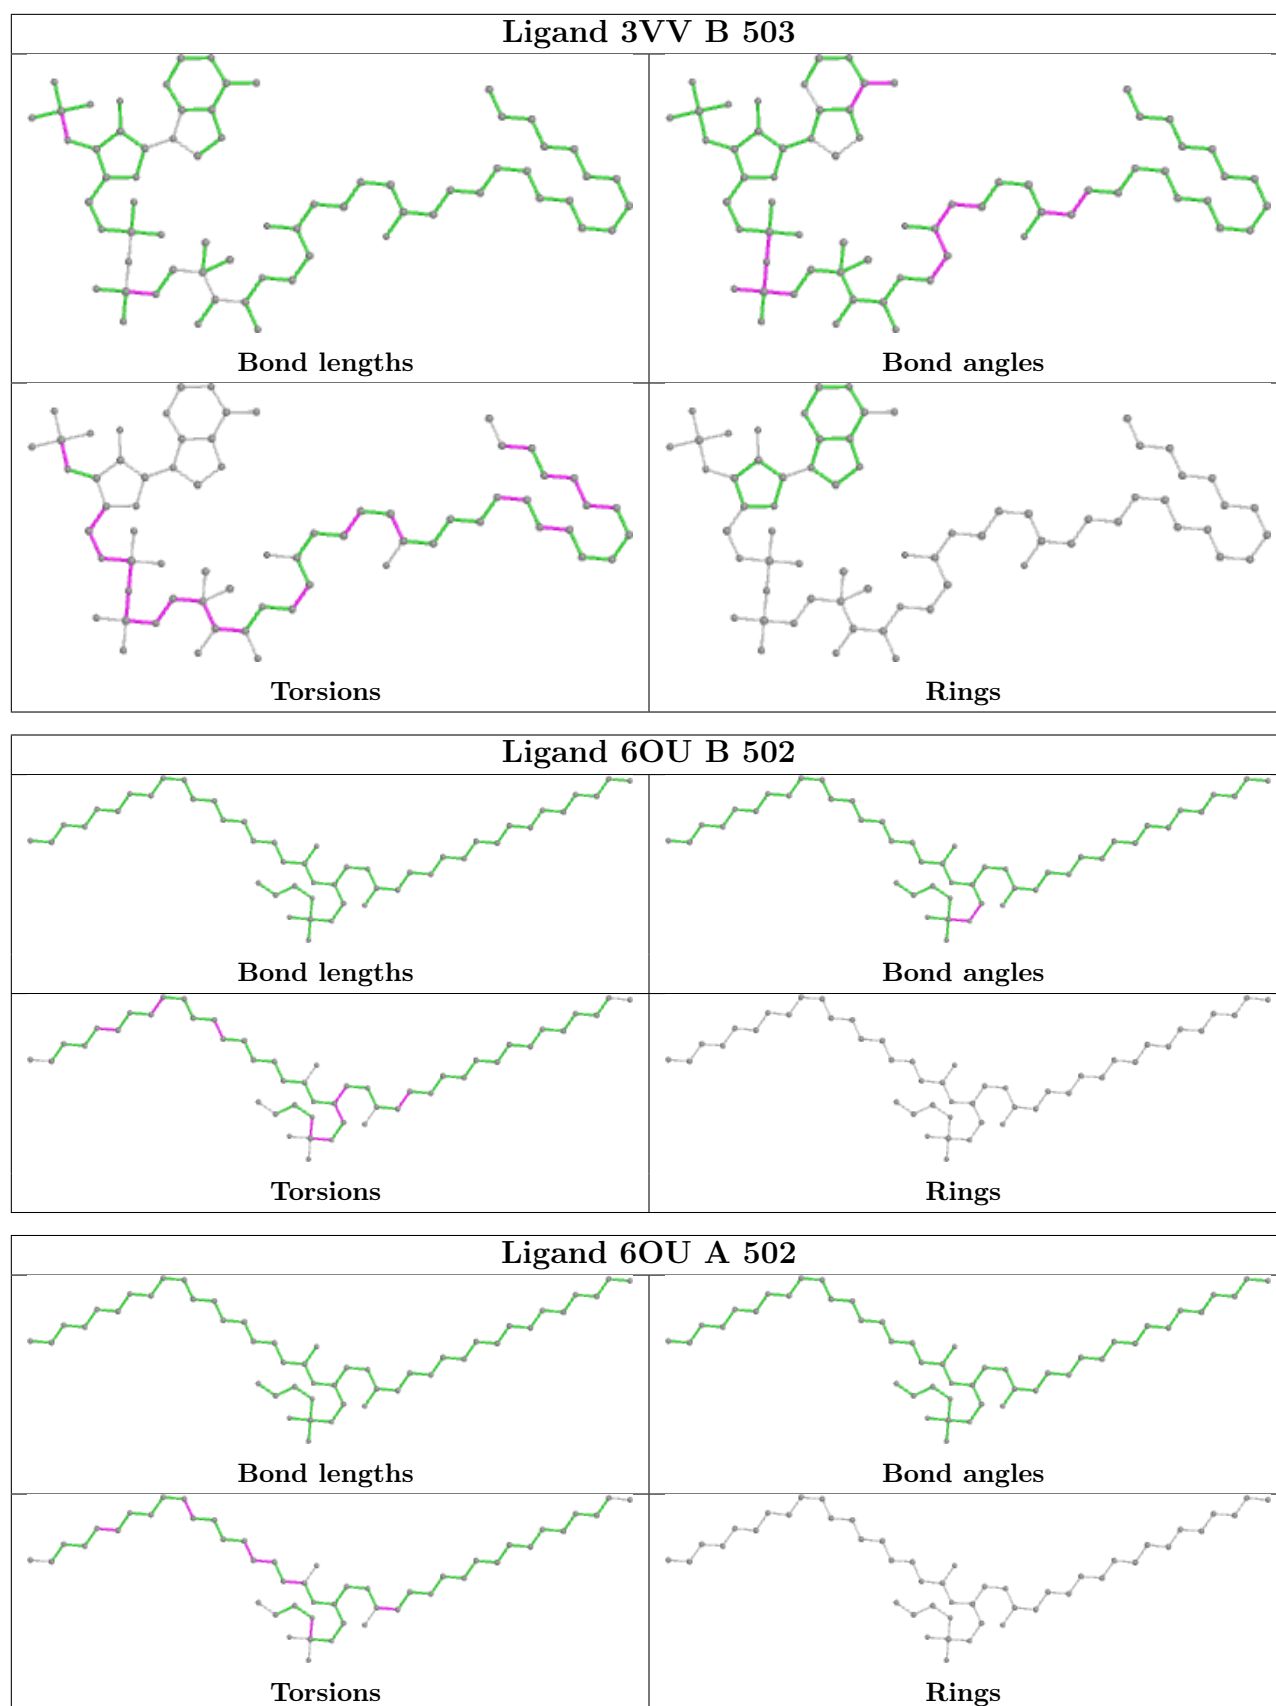 Ligand 3VV B 503
Bond lengths
Bond angles
Torsions
Rings
Ligand 6OU B 502
Bond lengths
Bond angles
Torsions
Rings
Ligand 6OU A 502
Bond lengths
Bond angles
Torsions
Rings